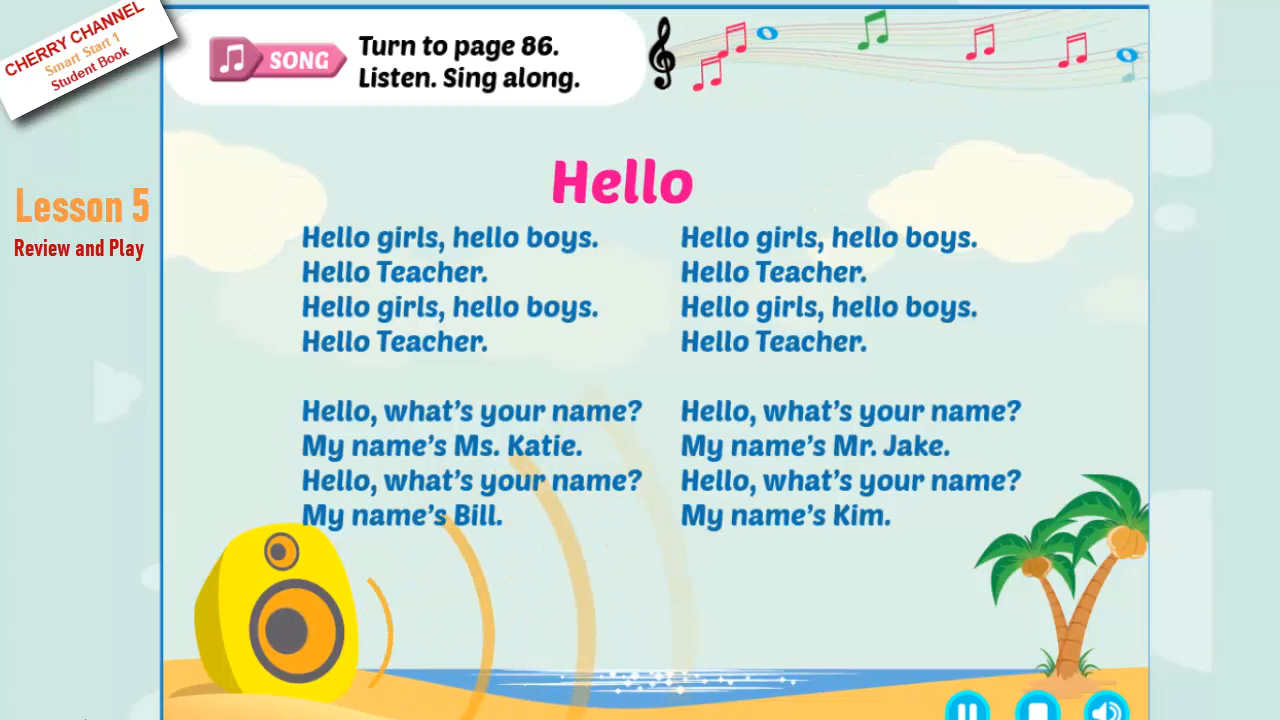 CHERRY CHANNEL
Smart Start 1
Student Book
Lesson 5
Review and Play
SONG
Turn to page 86.
Listen. Sing along.
Hello
Hello girls, hello boys.
Hello Teacher.
Hello girls, hello boys.
Hello Teacher.
Hello, what's your name?
My name's Ms. Katie.
Hello, what's your name?
My name's Bill.
Hello girls, hello boys.
Hello Teacher.
Hello girls, hello boys.
Hello Teacher.
Hello, what's your name?
My name's Mr. Jake.
Hello, what's your name?
My name's Kim.